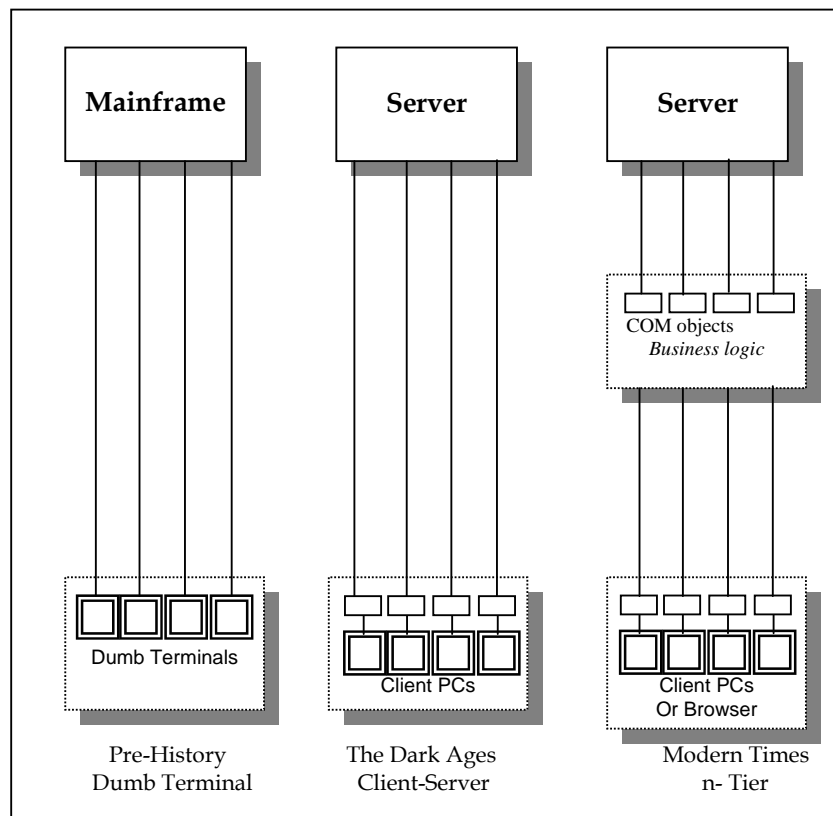 Mainframe
Server
Server
COM objects
Business logic
Dumb Terminals
Client PCs
Client PCs
Or Browser
Pre-History
Dumb Terminal
The Dark Ages
Client-Server
Modern Times
n- Tier